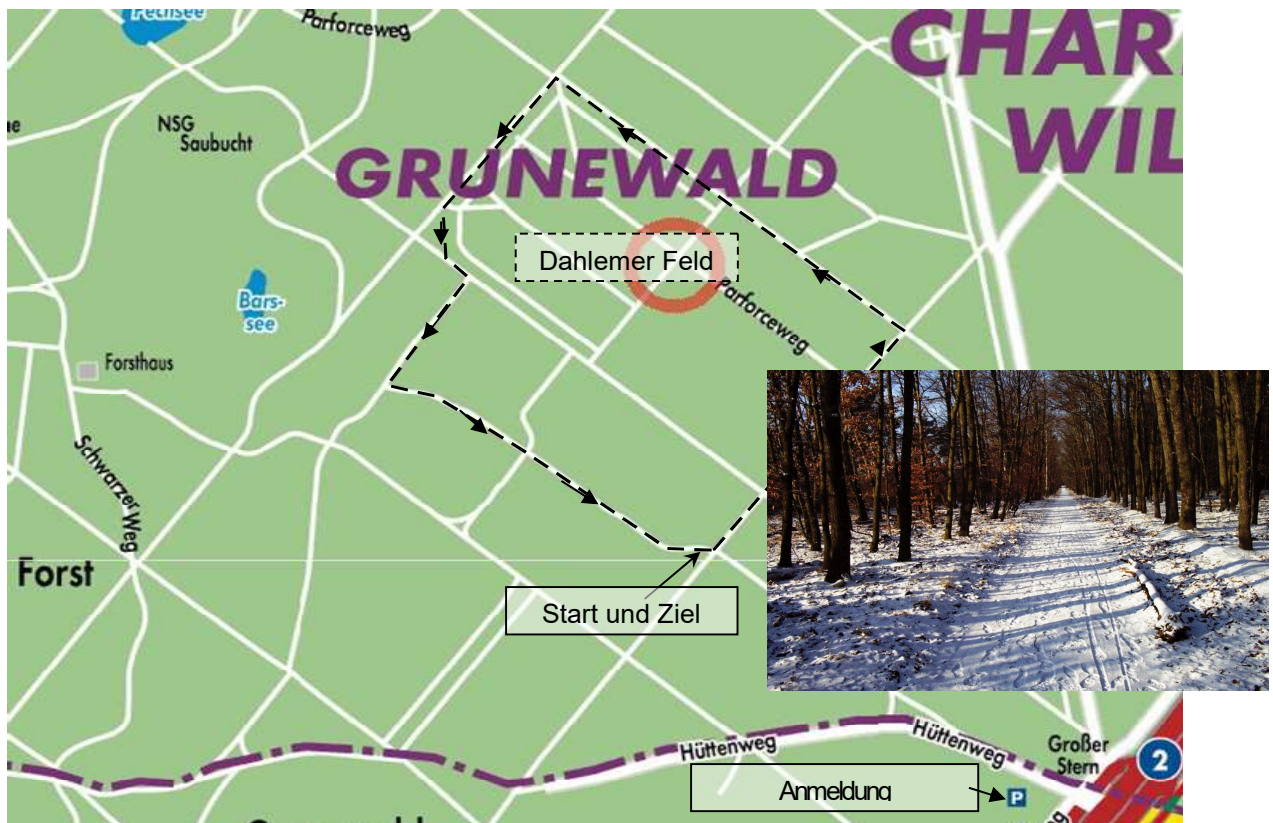 Pechsee
Parforceweg
CHAR
WIL
NSG
Saubucht
GRUNEWALD
Dahlemer Feld
Parforceweg
Bars-
see
Forsthaus
Schwarzer Weg
Forst
Start und Ziel
Hüttenweg
Hüttenweg
Großer
Stern
2
Anmeldung
P